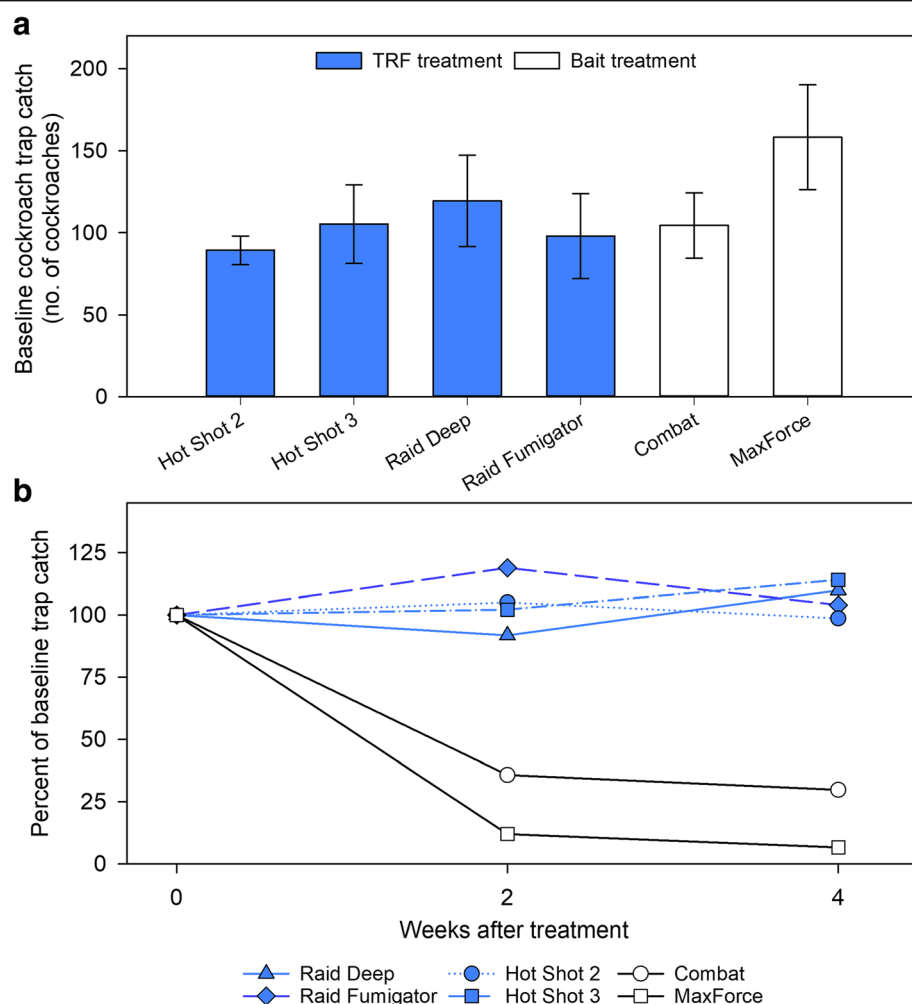 a
TRF treatment Bait treatment
Baseline cockroach trap catch
(no. of cockroaches)
200
150
100
50
0
Hot Shot 2 Hot Shot 3 Raid Deep Raid Fumigator Combat MaxForce
b
Percent of baseline trap catch
125
100
75
50
25
0
0 2 4
Weeks after treatment
Raid Deep Hot Shot 2 Combat
Raid Fumigator Hot Shot 3 MaxForce